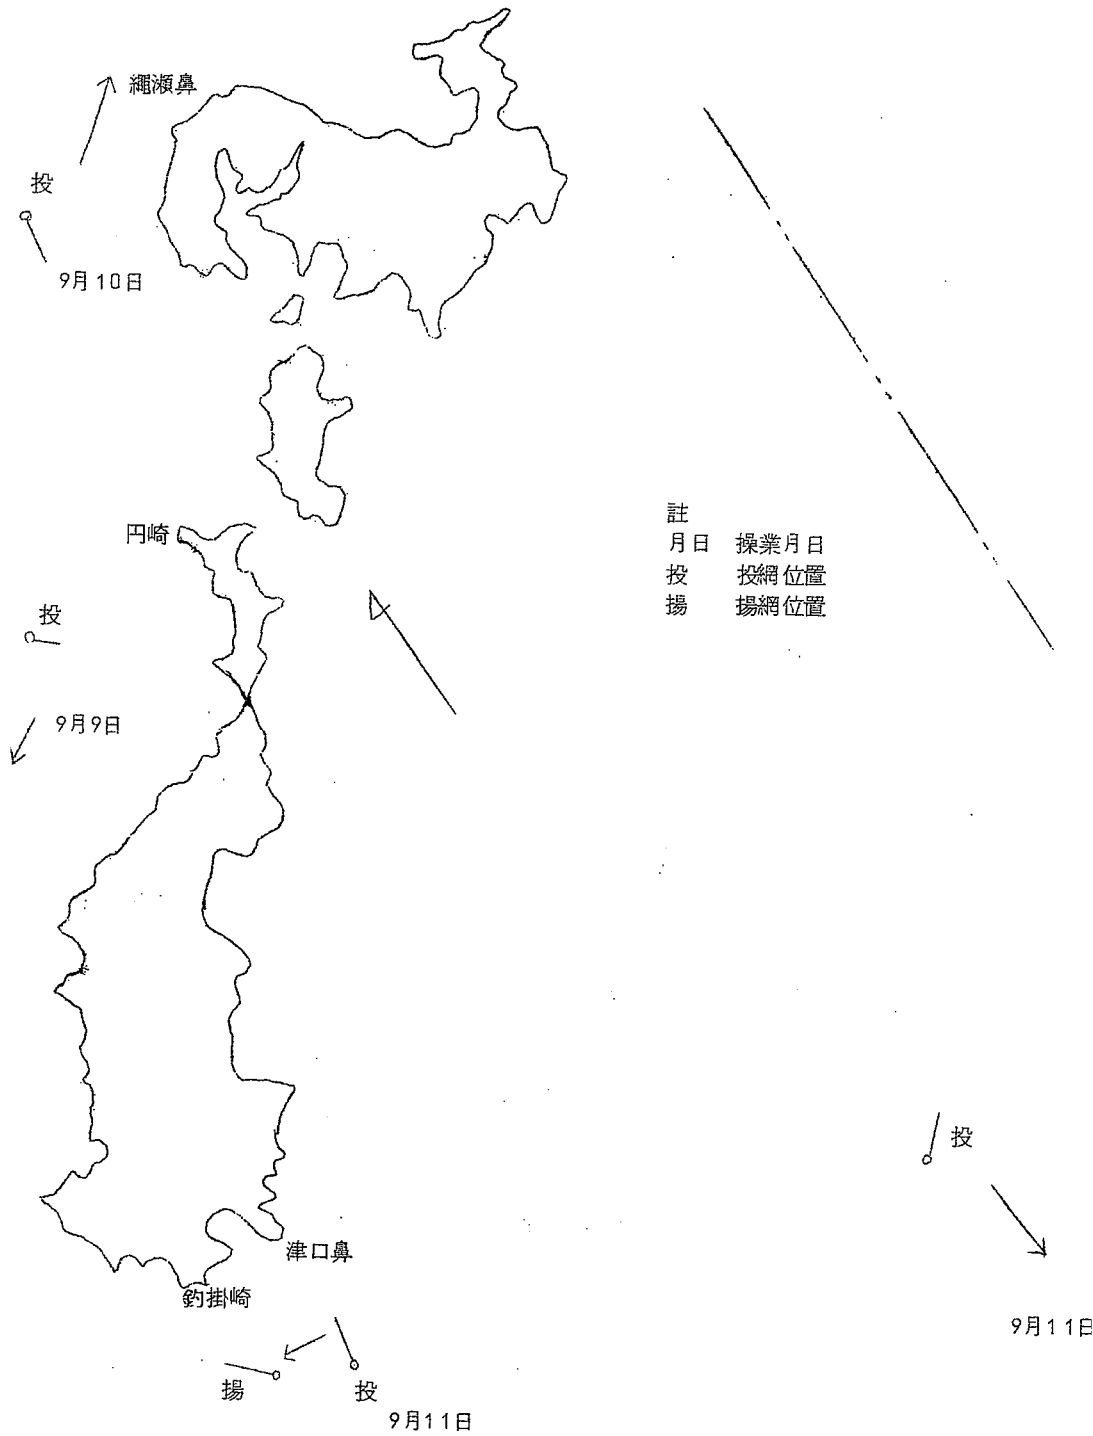 縄瀬鼻
投
9月10日
円崎
註
月日 操業月日
投 投網位置
揚 揚網位置
投
9月9日
投
津口鼻
釣掛崎
9月11日
揚
投
9月11日